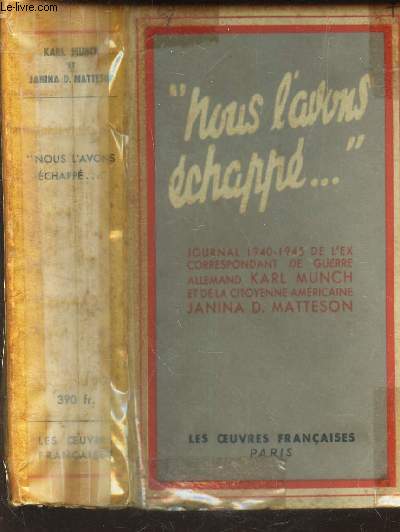 Le-livre.com
KARL MUNCH
ET
JANINA D. MATTESON
"NOUS L'AVONS
ÉCHAPPÉ..."
390 fr.
LES ŒUVRES
FRANÇAISES
"nous l'avons
échappé..."
JOURNAL 1940-1945 DE L'EX
CORRESPONDANT DE GUERRE
ALLEMAND KARL MUNCH
ET DE LA CITOYENNE AMÉRICAINE
JANINA D. MATTESON
LES ŒUVRES FRANÇAISES
PARIS